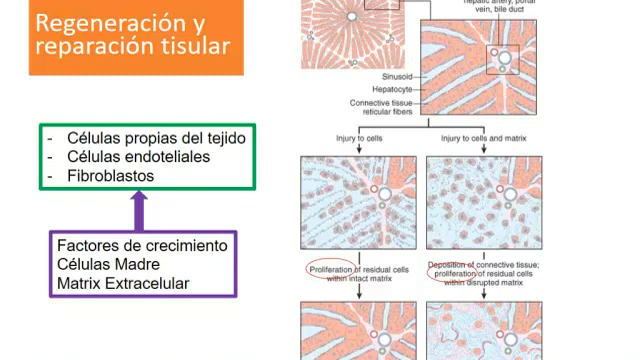 Regeneración y
reparación tisular
- Células propias del tejido
- Células endoteliales
- Fibroblastos
Factores de crecimiento
Células Madre
Matrix Extracelular
hepatic artery, portal
vein, bile duct
Sinusoid
Hepatocyte
Connective tissue
reticular fibers
Injury to cells
Injury to cells and matrix
Proliferation of residual cells
within intact matrix
Deposition of connective tissue;
proliferation of residual cells
within disrupted matrix